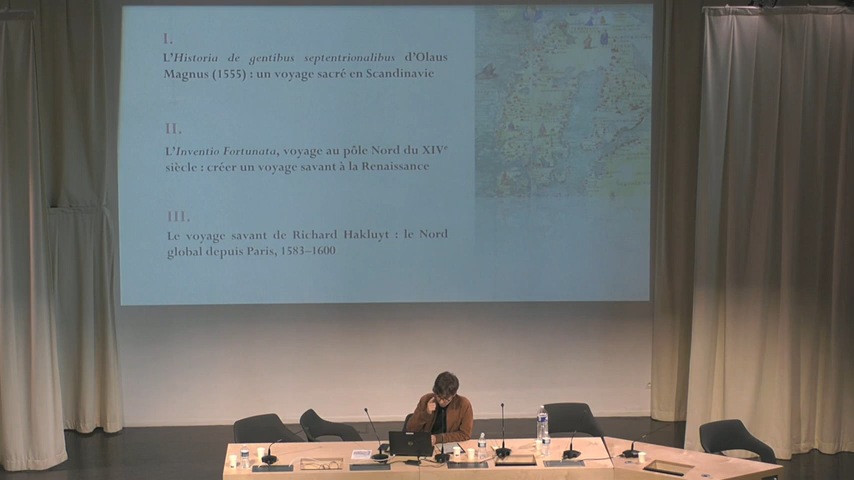 I.
L'Historia de gentibus septentrionalibus d'Olaus
Magnus (1555) : un voyage sacré en Scandinavie
II.
L'Inventio Fortunata, voyage au pôle Nord du XIVe
siècle : créer un voyage savant à la Renaissance
III.
Le voyage savant de Richard Hakluyt : le Nord
global depuis Paris, 1583–1600